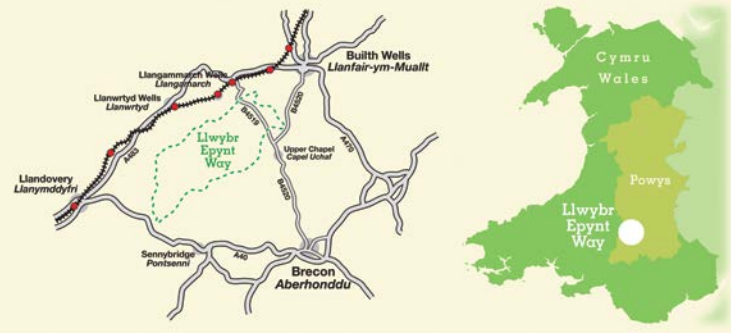 Builth Wells
Llanfair-ym-Muallt
Llangammarch Wells
Llangamarch
Llanwrtyd Wells
Llanwrtyd
B4520
B4519
Llwybr
Epynt
Way
A483
A470
Upper Chapel
Capel Uchaf
Llandovery
Llanymddyfri
B4520
Sennybridge
Pontsenni
A40
Brecon
Aberhonddu
Cymru
Wales
Powys
Llwybr
Epynt
Way